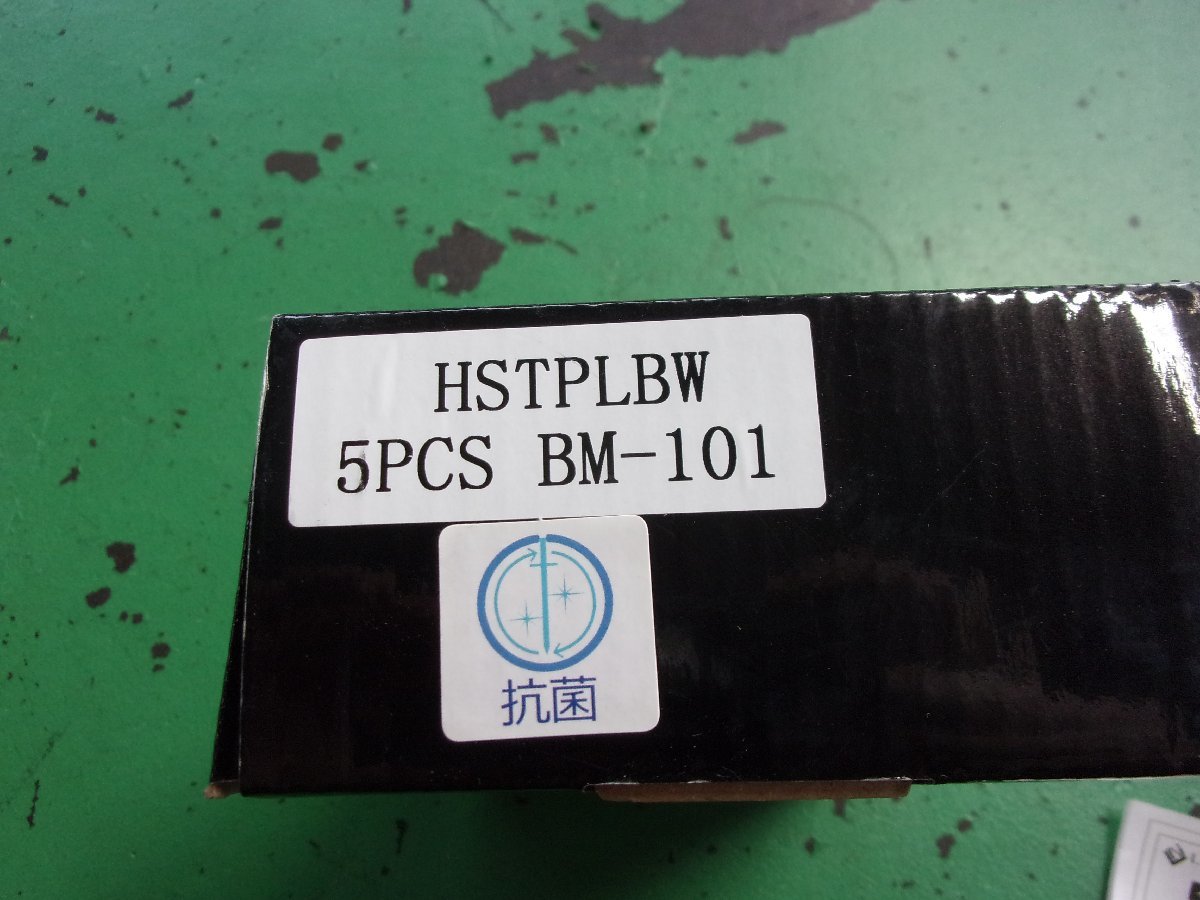 HSTPLBW
5PCS BM-101
抗菌